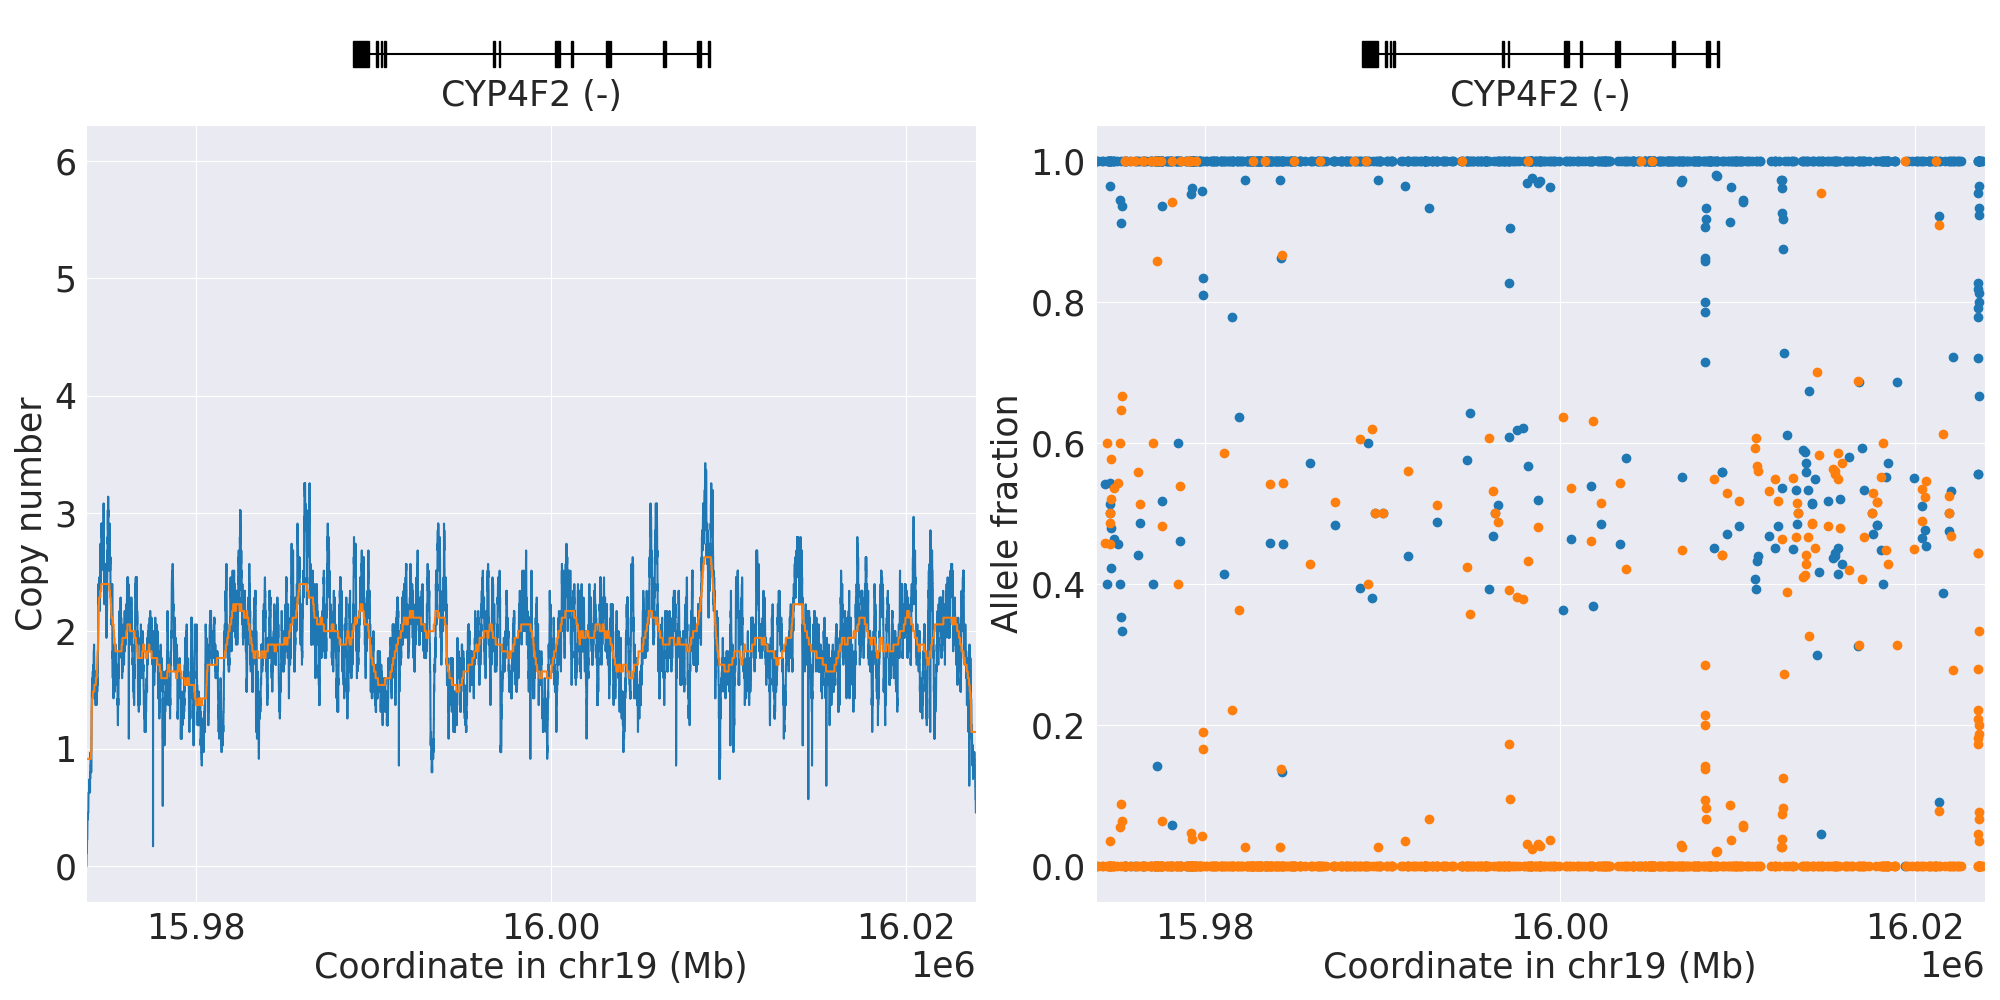 CYP4F2 (-)
6
5
4
3
2
1
0
Copy number
15.98
16.00
16.02
Coordinate in chr19 (Mb)
1e6
CYP4F2 (-)
1.0
0.8
0.6
0.4
0.2
0.0
Allele fraction
15.98
16.00
16.02
Coordinate in chr19 (Mb)
1e6